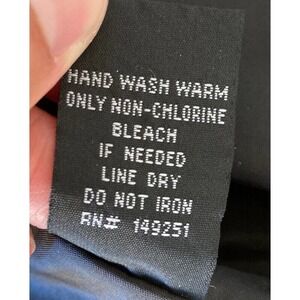 HAND WASH WARM
ONLY NON-CHLORINE
BLEACH
IF NEEDED
LINE DRY
DO NOT IRON
RN# 149251